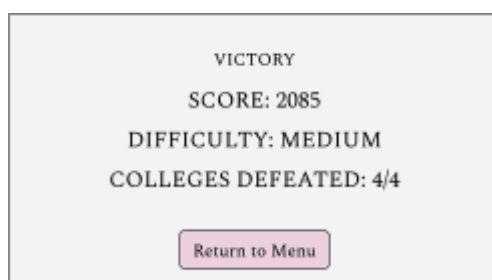 VICTORY
SCORE: 2085
DIFFICULTY: MEDIUM
COLLEGES DEFEATED: 4/4
Return to Menu